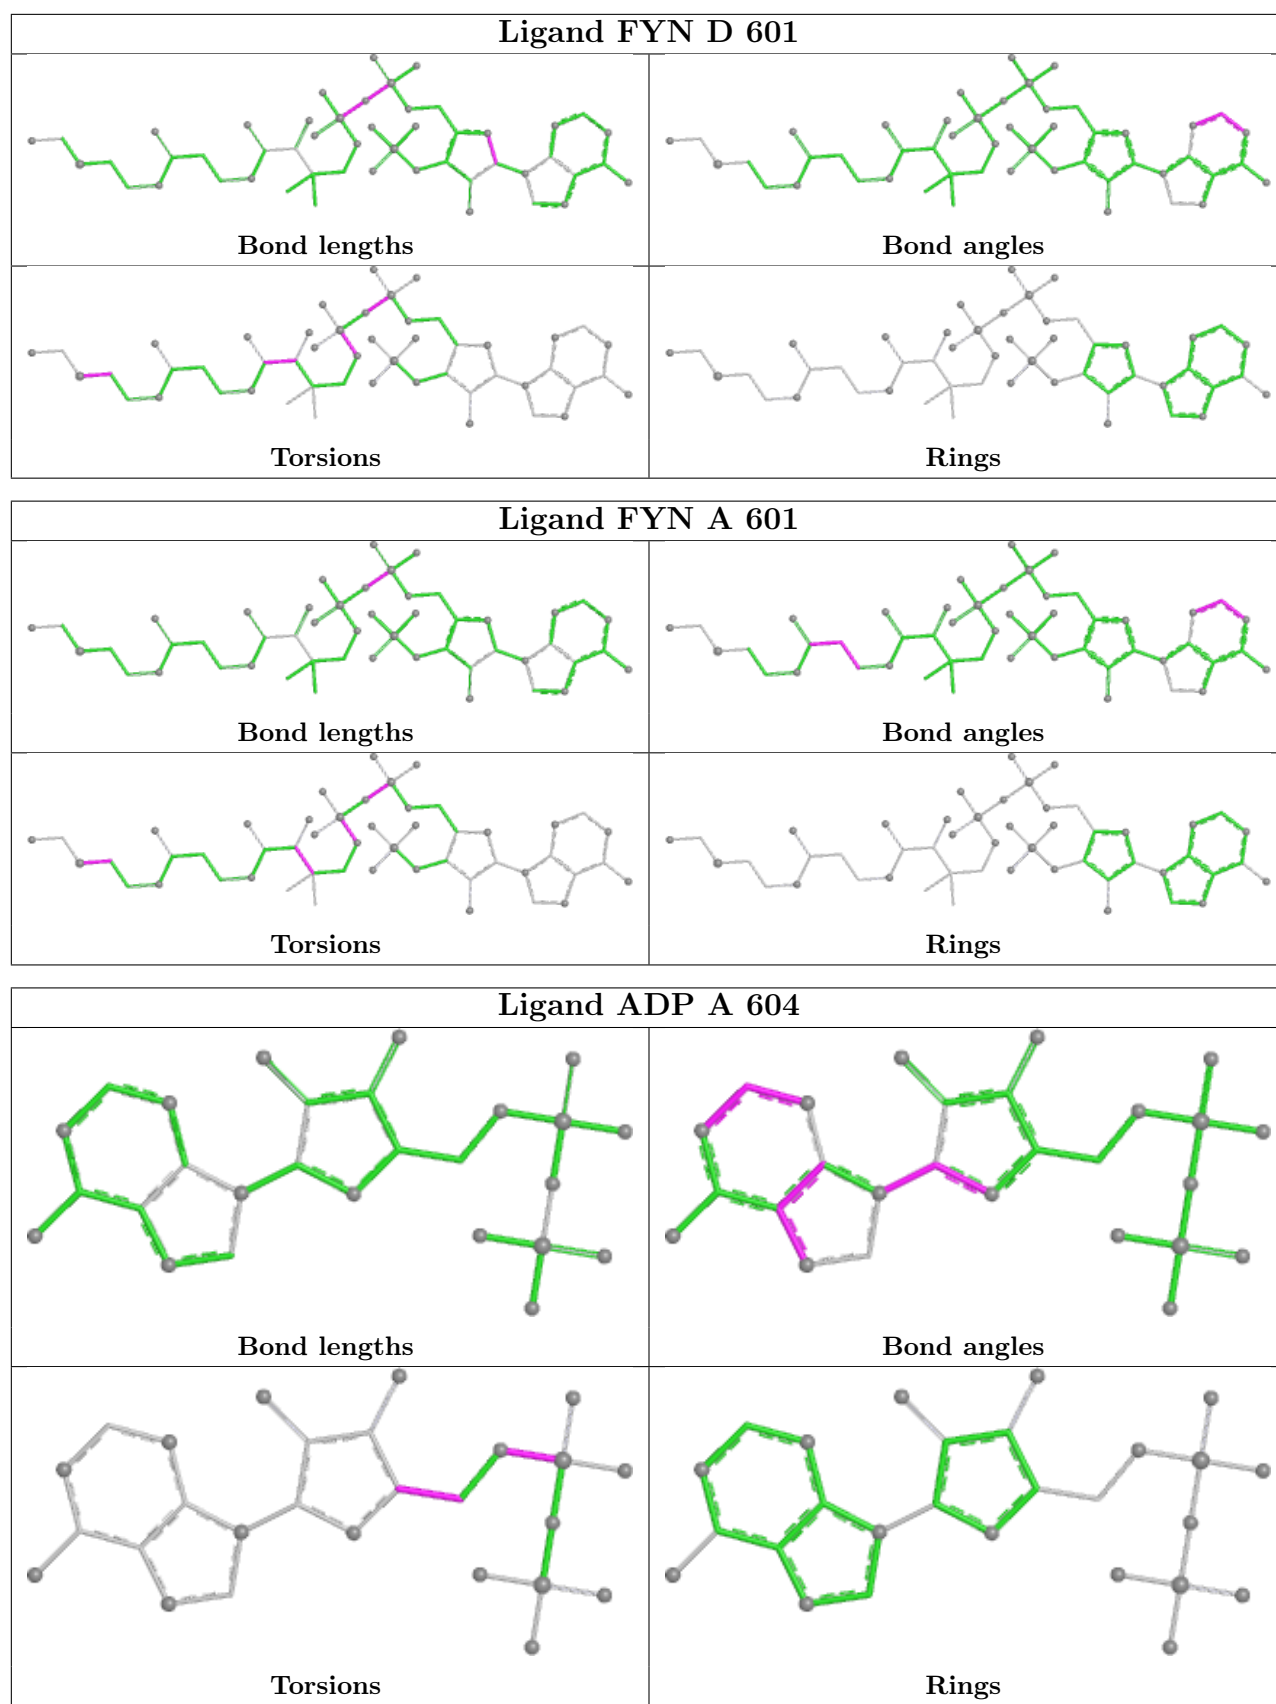 Ligand FYN D 601
Bond lengths
Bond angles
Torsions
Rings
Ligand FYN A 601
Bond lengths
Bond angles
Torsions
Rings
Ligand ADP A 604
Bond lengths
Bond angles
Torsions
Rings